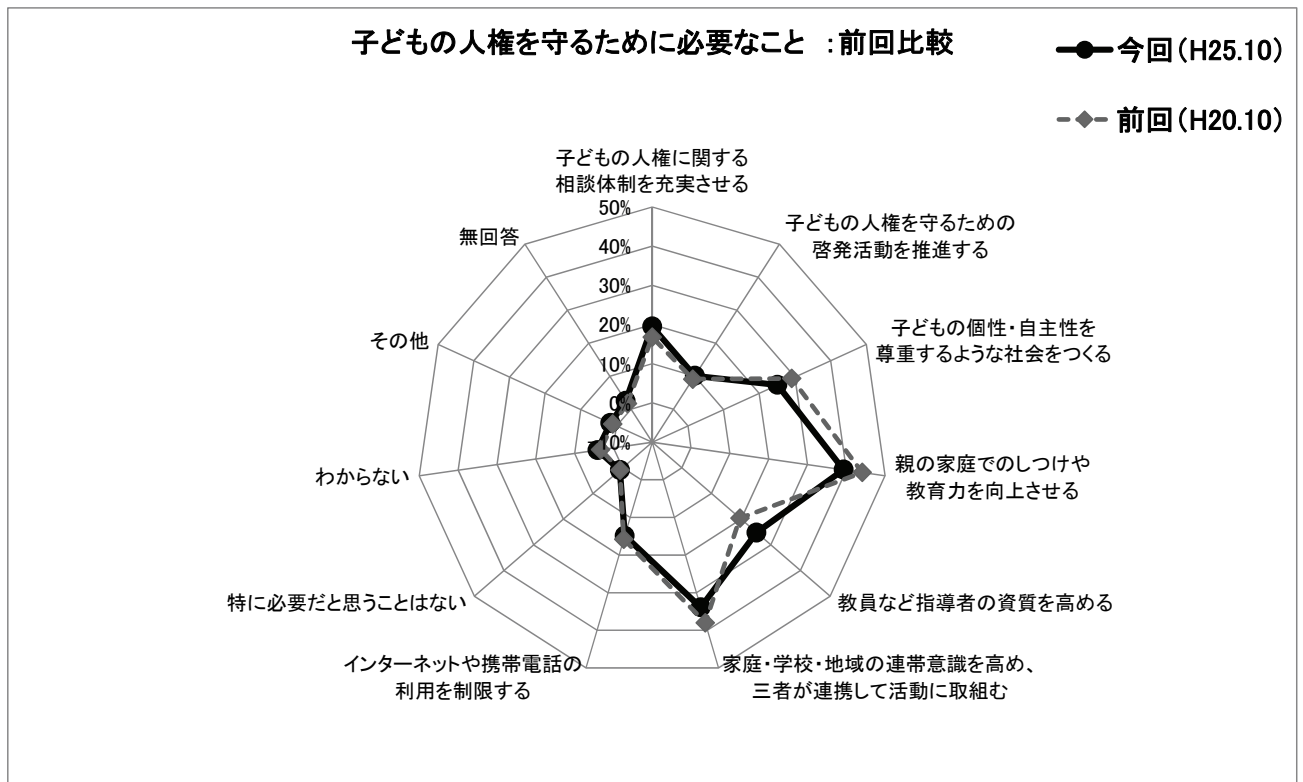 子どもの人権を守るために必要なこと ：前回比較
今回（H25.10）
前回（H20.10）
子どもの人権に関する
相談体制を充実させる
子どもの人権を守るための
啓発活動を推進する
子どもの個性・自主性を
尊重するような社会をつくる
親の家庭でのしつけや
教育力を向上させる
教員など指導者の資質を高める
家庭・学校・地域の連帯意識を高め、
三者が連携して活動に取組む
インターネットや携帯電話の
利用を制限する
特に必要だと思うことはない
わからない
その他
無回答
50%
40%
30%
20%
10%
0%
-10%